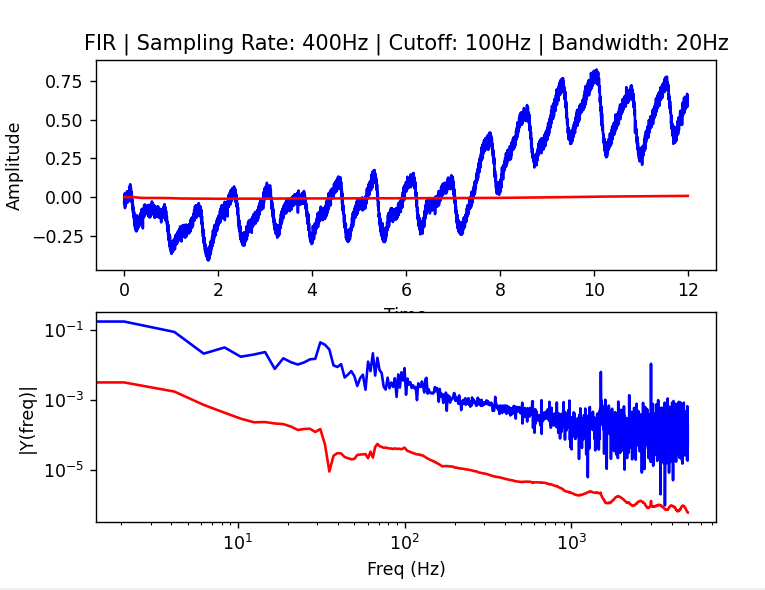 FIR | Sampling Rate: 400Hz | Cutoff: 100Hz | Bandwidth: 20Hz
0.75
0.50
0.25
0.00
−0.25
Amplitude
0 2 4 6 8 10 12
Time
10⁻¹
10⁻³
10⁻⁵
|Y(freq)|
10¹ 10² 10³
Freq (Hz)